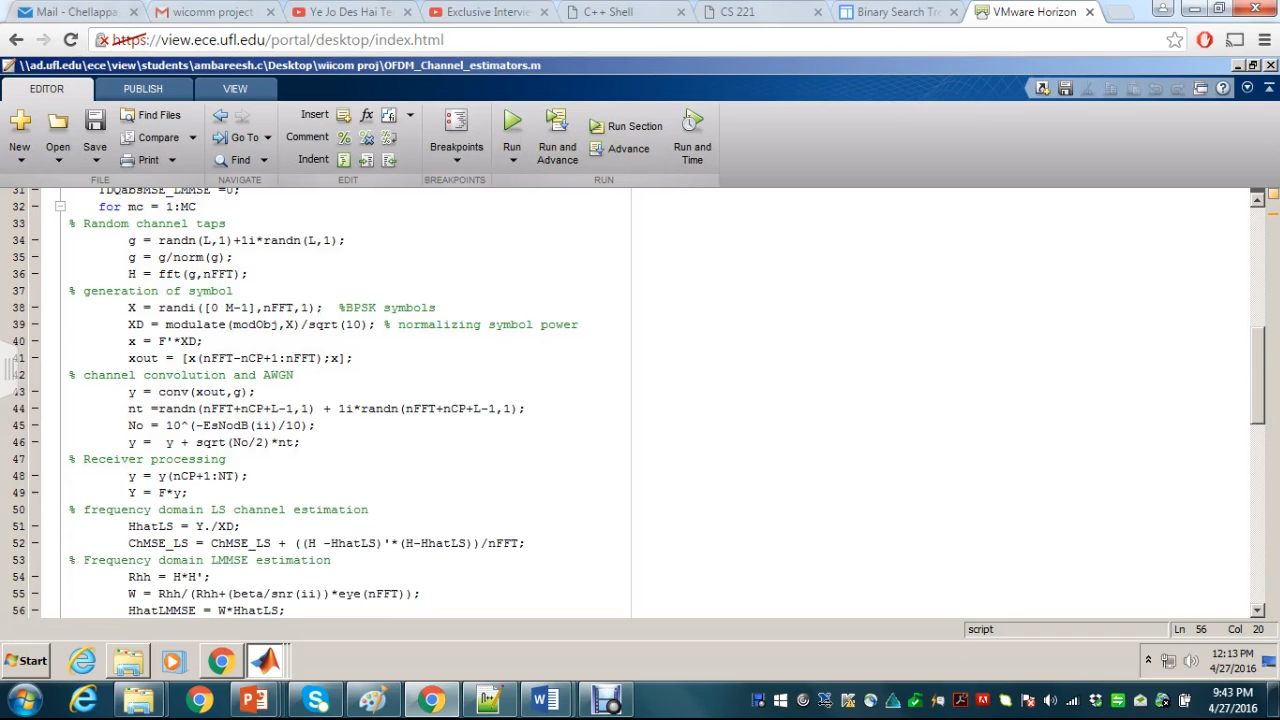 Mail - Chellappa
wicomm project
Ye Jo Des Hai Te
Exclusive Intervie
C++ Shell
CS 221
Binary Search Tre
VMware Horizon
https://view.ece.ufl.edu/portal/desktop/index.html
\\ad.ufl.edu\ece\view\students\ambareesh.c\Desktop\wiicom proj\OFDM_Channel_estimators.m
EDITOR PUBLISH VIEW
New Open Save
Find Files
Compare
Print
FILE
Go To
Find
NAVIGATE
Insert
Comment
Indent
EDIT
Breakpoints
BREAKPOINTS
Run
Run and Advance
Run Section
Advance
Run and Time
RUN
31 TDQabsMSE_LMMSE =0;
32 for mc = 1:MC
33 % Random channel taps
34 g = randn(L,1)+1i*randn(L,1);
35 g = g/norm(g);
36 H = fft(g,nFFT);
37 % generation of symbol
38 X = randi([0 M-1],nFFT,1); %BPSK symbols
39 XD = modulate(modObj,X)/sqrt(10); % normalizing symbol power
40 x = F'*XD;
41 xout = [x(nFFT-nCP+1:nFFT);x];
42 % channel convolution and AWGN
43 y = conv(xout,g);
44 nt =randn(nFFT+nCP+L-1,1) + 1i*randn(nFFT+nCP+L-1,1);
45 No = 10^(-EsNodB(ii)/10);
46 y = y + sqrt(No/2)*nt;
47 % Receiver processing
48 y = y(nCP+1:NT);
49 Y = F*y;
50 % frequency domain LS channel estimation
51 HhatLS = Y./XD;
52 ChMSE_LS = ChMSE_LS + ((H -HhatLS)'*(H-HhatLS))/nFFT;
53 % Frequency domain LMMSE estimation
54 Rhh = H*H';
55 W = Rhh/(Rhh+(beta/snr(ii))*eye(nFFT));
56 HhatLMMSE = W*HhatLS;
script Ln 56 Col 20
Start
12:13 PM
4/27/2016
9:43 PM
4/27/2016